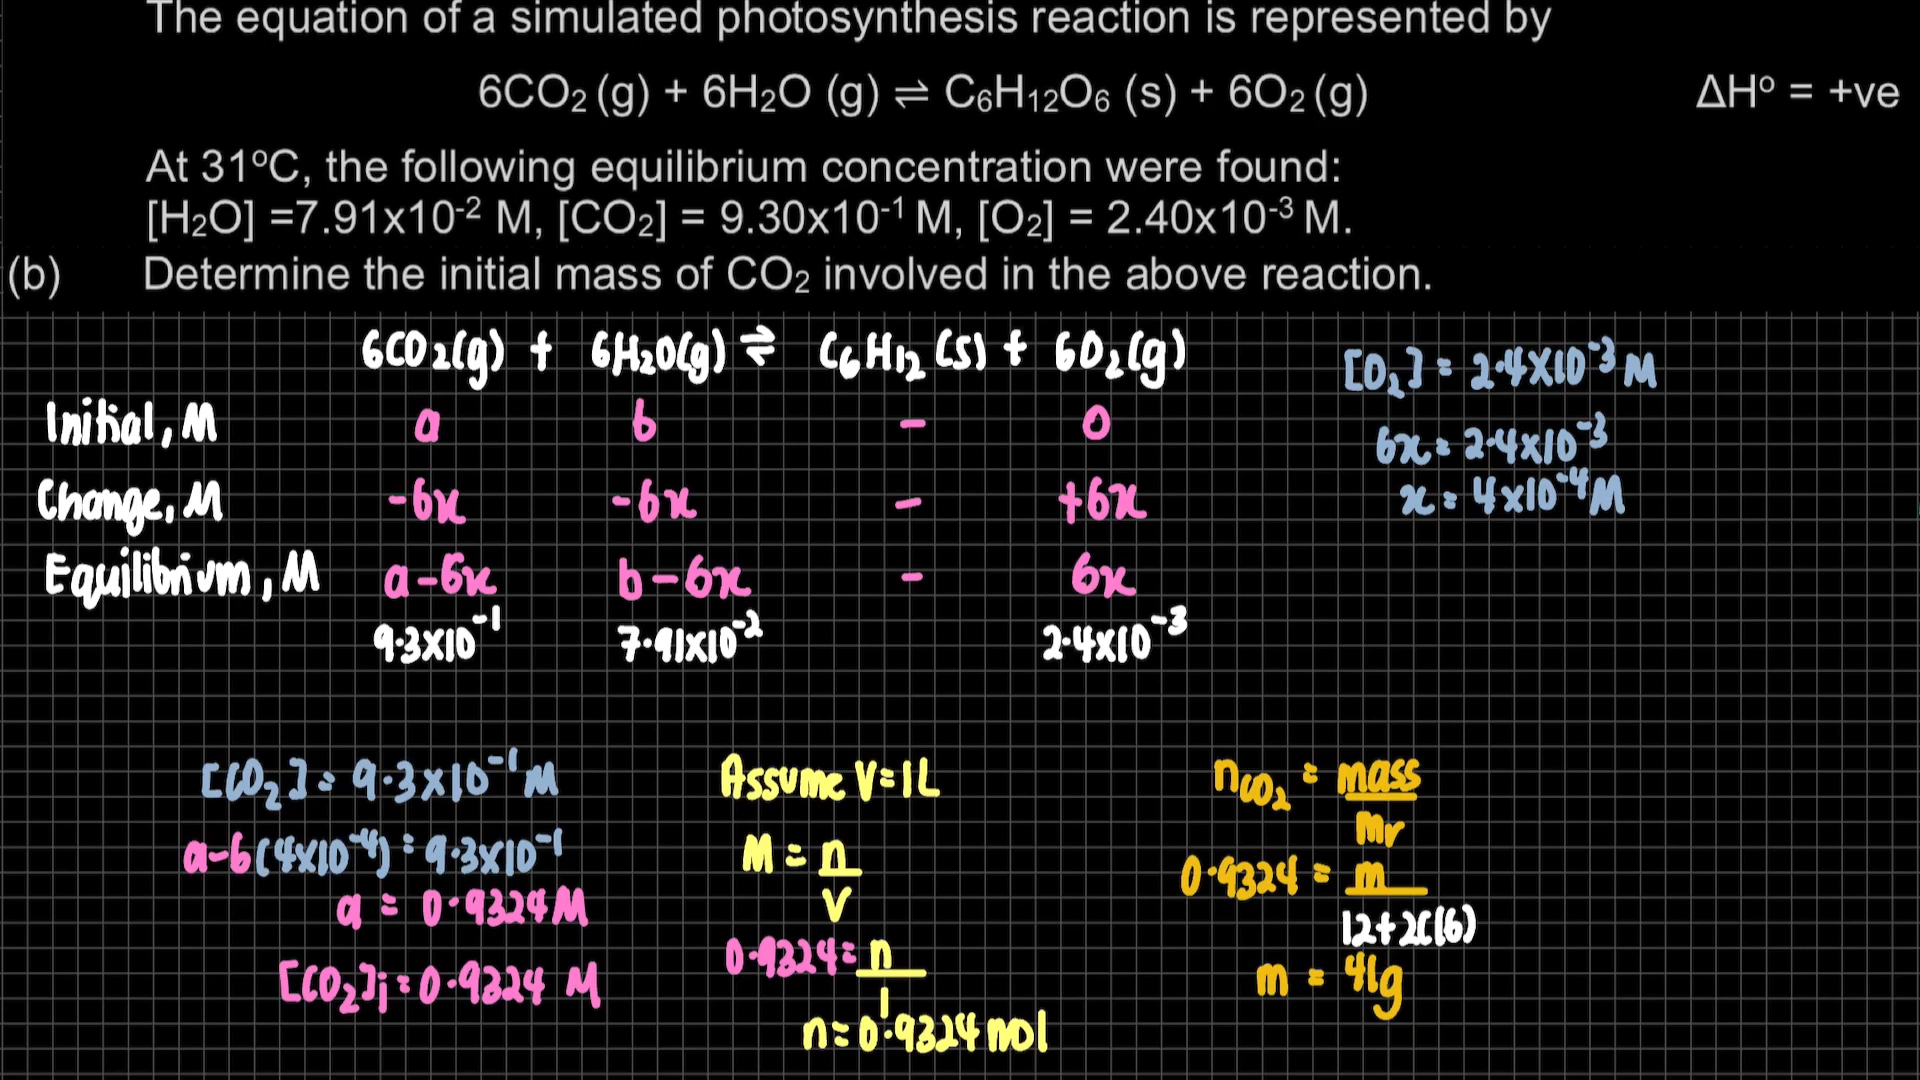 The equation of a simulated photosynthesis reaction is represented by
6CO₂ (g) + 6H₂O (g) ⇌ C₆H₁₂O₆ (s) + 6O₂ (g) ΔHº = +ve
At 31ºC, the following equilibrium concentration were found:
[H₂O] =7.91x10⁻² M, [CO₂] = 9.30x10⁻¹ M, [O₂] = 2.40x10⁻³ M.
(b) Determine the initial mass of CO₂ involved in the above reaction.
6CO₂(g) + 6H₂O(g) ⇌ C₆H₁₂ (s) + 6O₂(g)
Initial, M a b - 0
Change, M -6x -6x - +6x
Equilibrium, M a-6x b-6x - 6x
9.3x10⁻¹ 7.91x10⁻² 2.4x10⁻³
[O₂] = 2.4x10⁻³ M
6x = 2.4x10⁻³
x = 4x10⁻⁴ M
[CO₂] = 9.3x10⁻¹ M
a-6(4x10⁻⁴) = 9.3x10⁻¹
a = 0.9324 M
[CO₂]i = 0.9324 M
Assume V=1L
M = n
V
0.9324 = n
1
n = 0.9324 mol
nCO₂ = mass
mr
0.9324 = m
12+2(16)
m = 41g